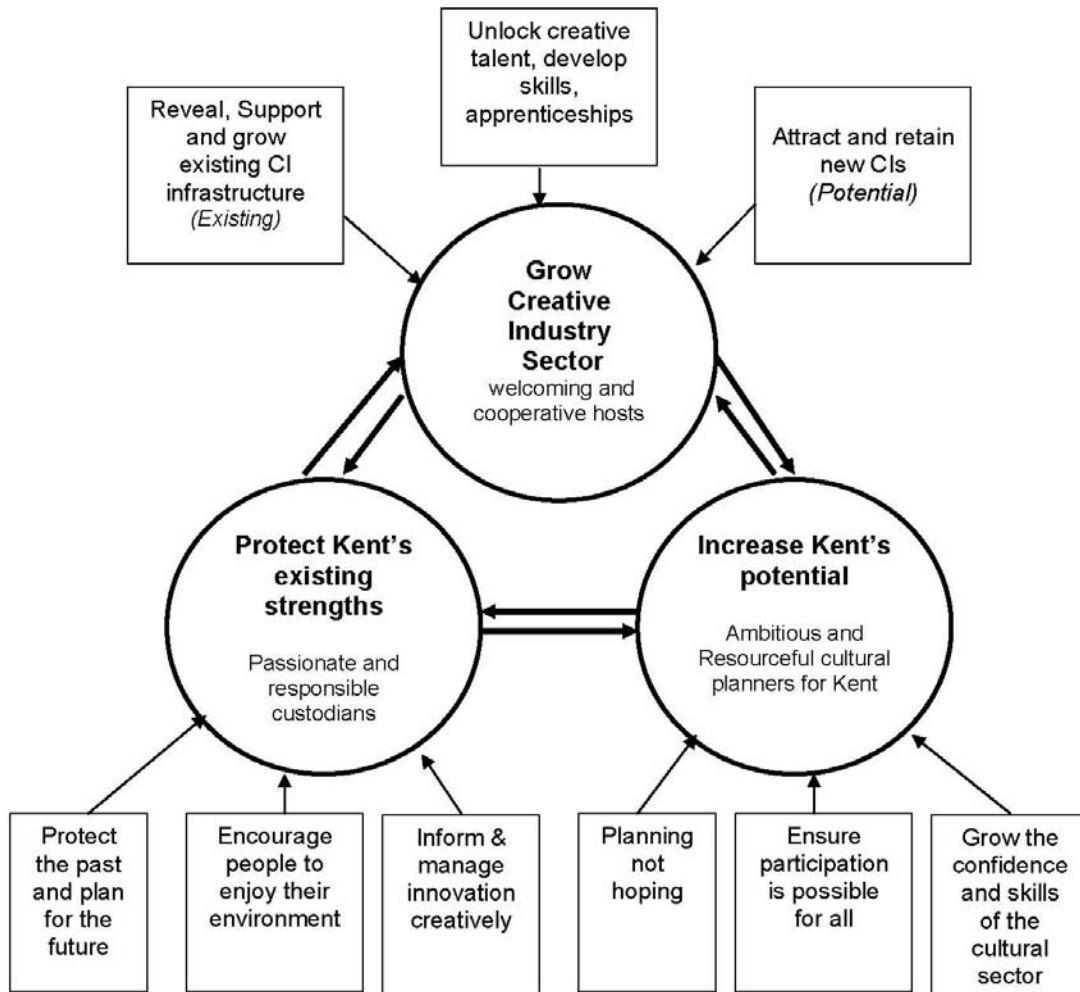 Unlock creative
talent, develop
skills,
apprenticeships
Reveal, Support
and grow
existing CI
infrastructure
(Existing)
Attract and retain
new CIs
(Potential)
Grow
Creative
Industry
Sector
welcoming and
cooperative hosts
Protect Kent's
existing
strengths
Passionate and
responsible
custodians
Increase Kent's
potential
Ambitious and
Resourceful cultural
planners for Kent
Protect
the past and
plan for the
future
Encourage
people to
enjoy their
environment
Inform &
manage
innovation
creatively
Planning
not
hoping
Ensure
participation
is possible
for all
Grow the
confidence
and skills
of the
cultural
sector